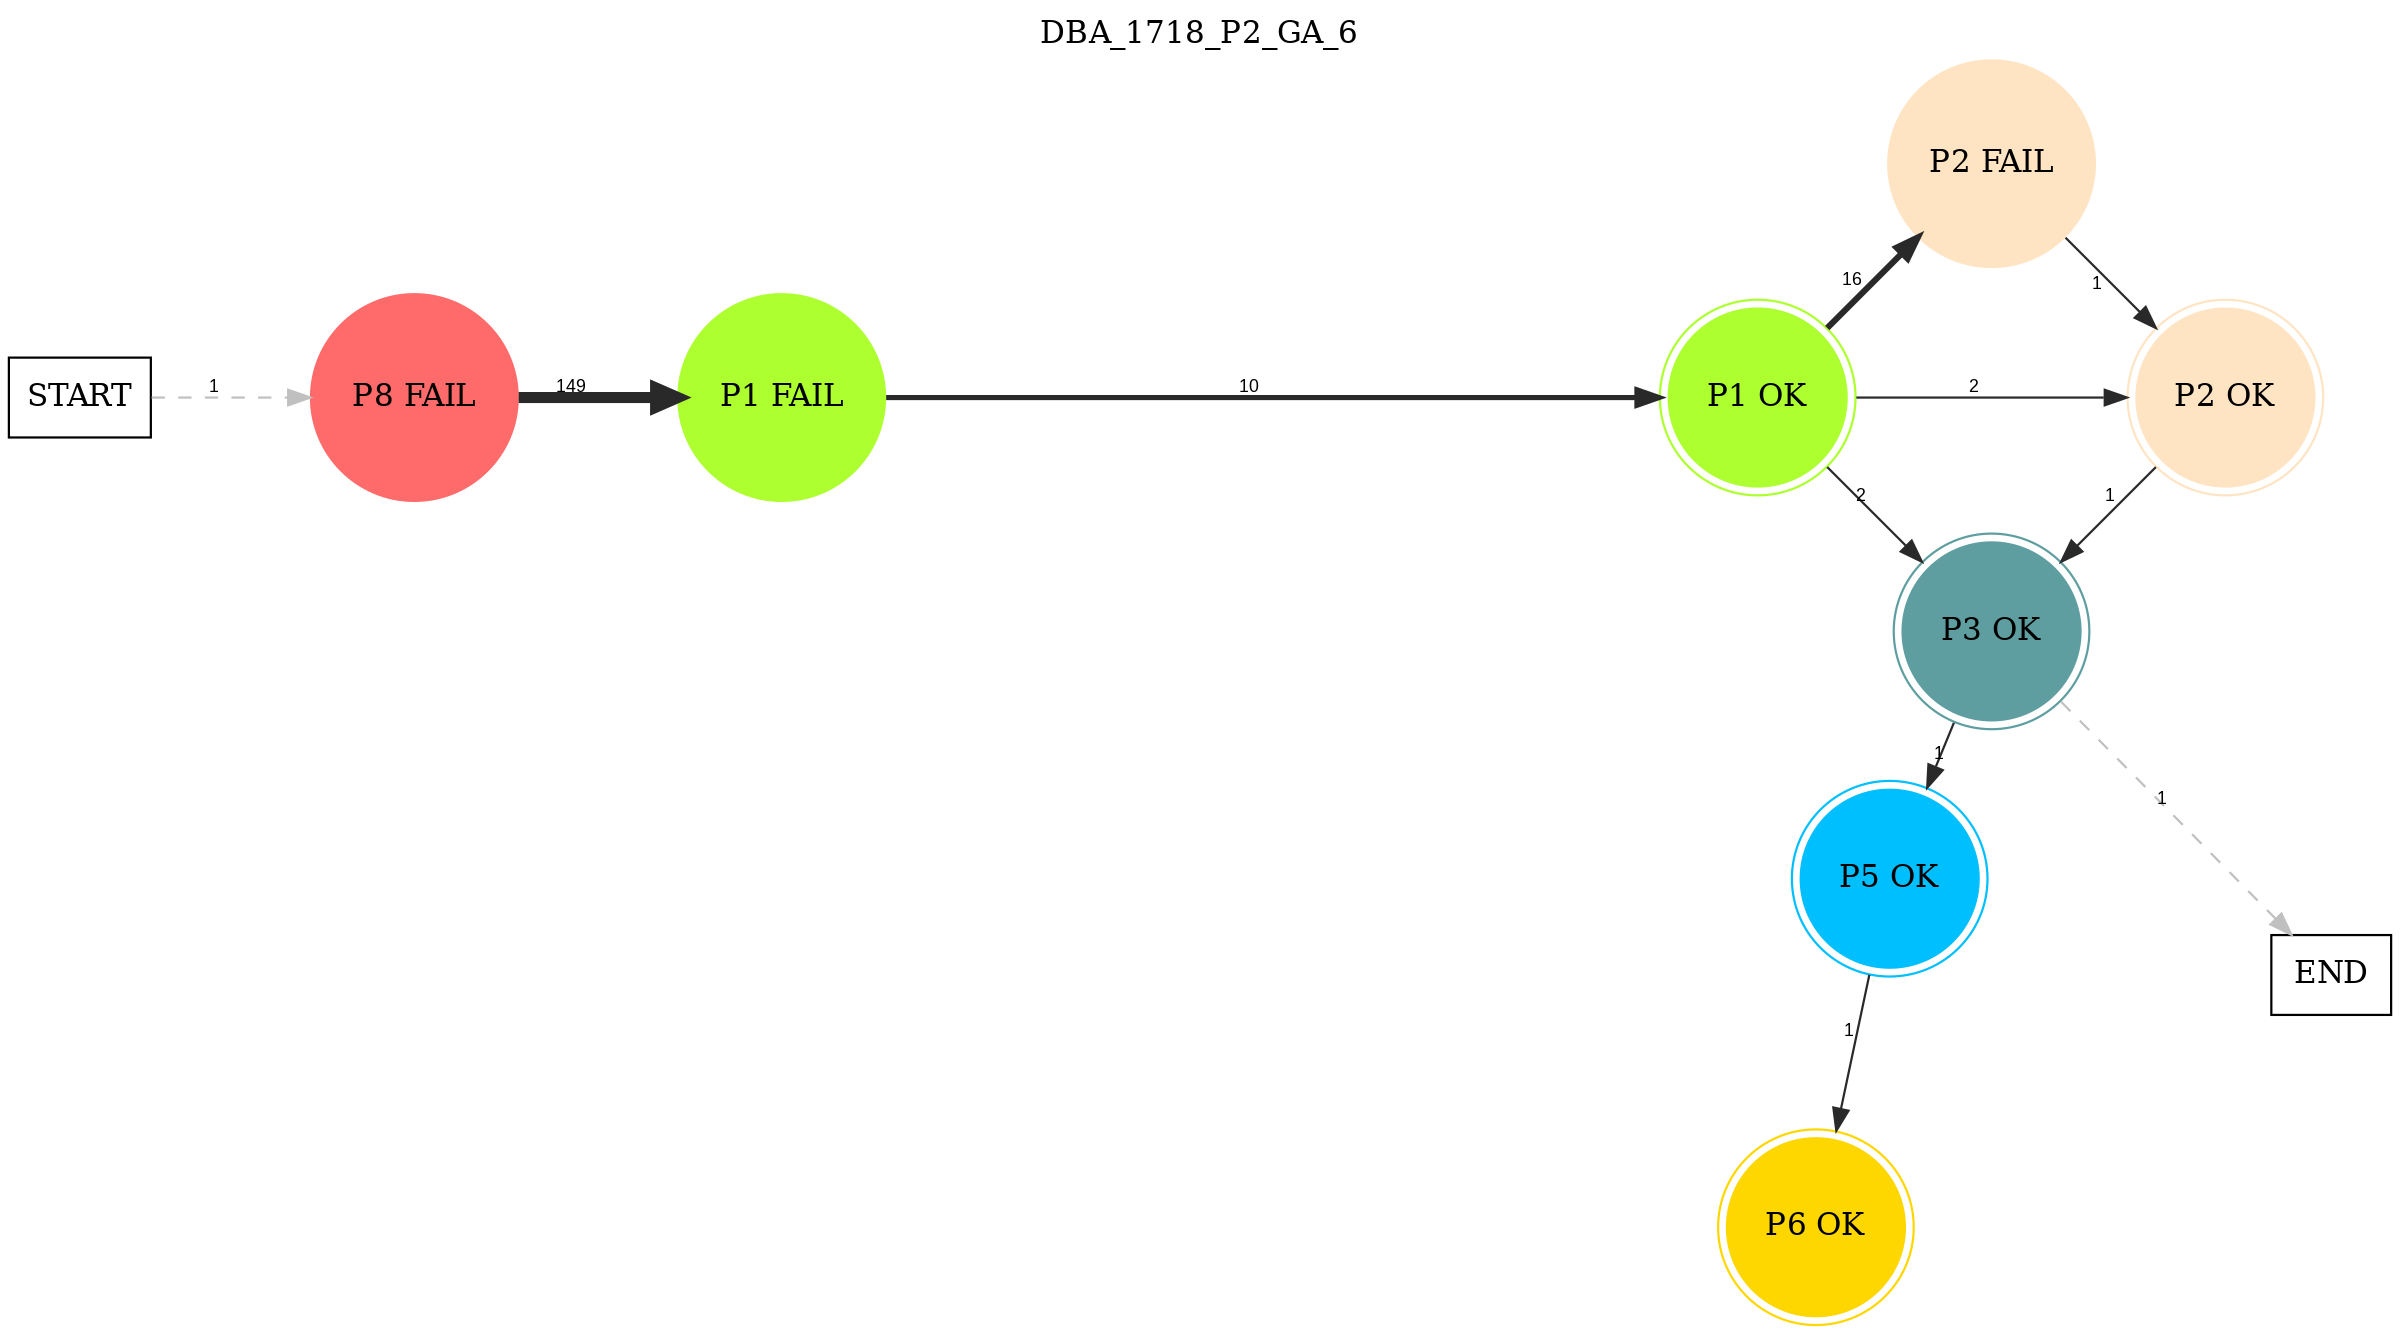 DBA_1718_P2_GA_6
P2 FAIL
16
1
START
1
P8 FAIL
149
P1 FAIL
10
P1 OK
2
P2 OK
2
1
P3 OK
1
1
P5 OK
END
1
P6 OK